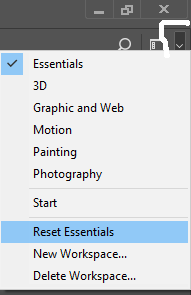 Essentials
3D
Graphic and Web
Motion
Painting
Photography
Start
Reset Essentials
New Workspace...
Delete Workspace...